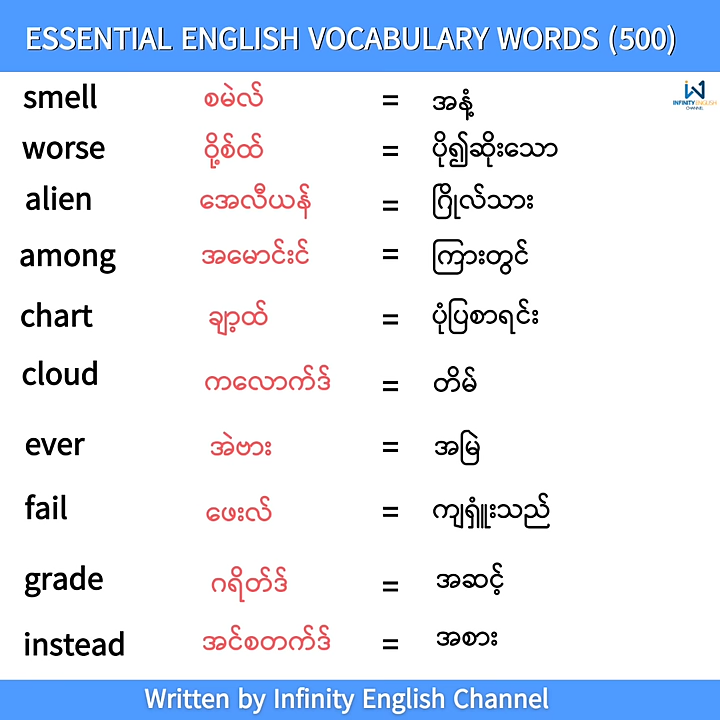 ESSENTIAL ENGLISH VOCABULARY WORDS (500)
INFINITY ENGLISH
CHANNEL
smell စမဲလ် = အနံ့
worse ဝို့စ်ထ် = ပို၍ဆိုးသော
alien အေလီယန် = ဂြိုလ်သား
among အမောင်းင် = ကြားတွင်
chart ချာ့ထ် = ပုံပြစာရင်း
cloud ကလောက်ဒ် = တိမ်
ever အဲဗား = အမြဲ
fail ဖေးလ် = ကျရှုံးသည်
grade ဂရိတ်ဒ် = အဆင့်
instead အင်စတက်ဒ် = အစား
Written by Infinity English Channel